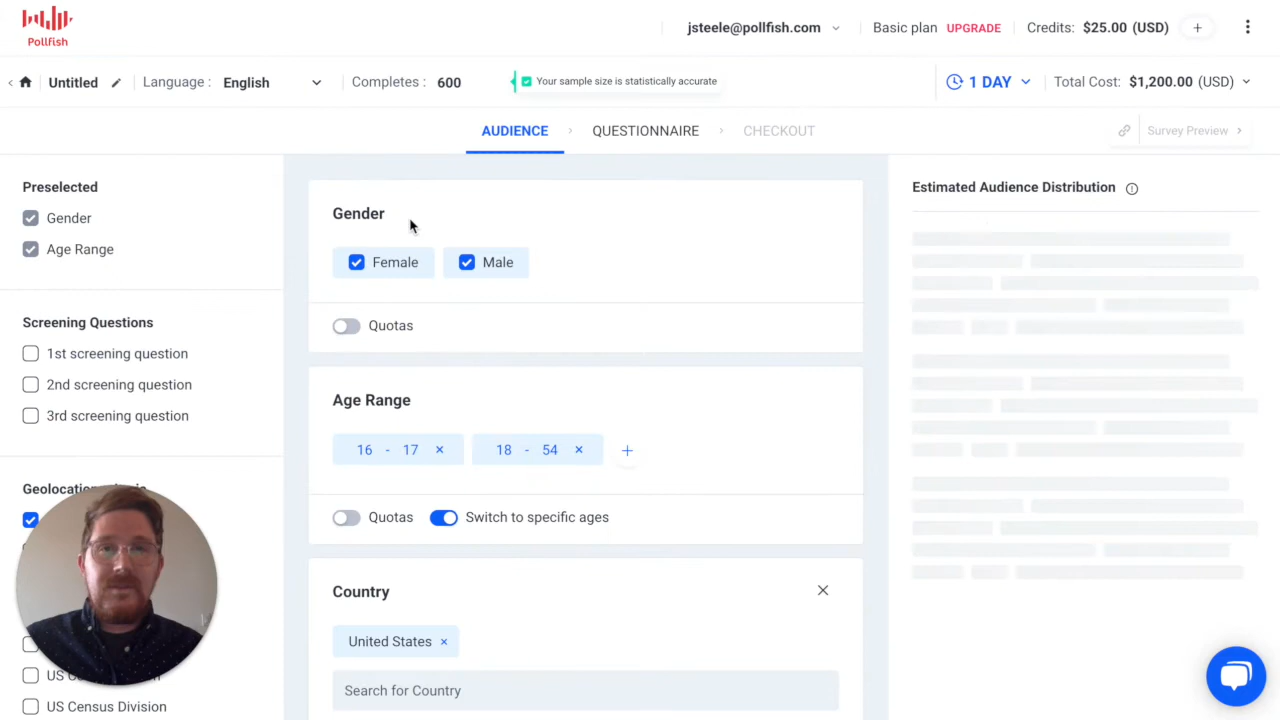 Pollfish
jsteele@pollfish.com
Basic plan UPGRADE
Credits: $25.00 (USD) +
Untitled
Language : English
Completes: 600
Your sample size is statistically accurate
1 DAY
Total Cost: $1,200.00 (USD)
AUDIENCE
QUESTIONNAIRE
CHECKOUT
Survey Preview
Preselected
Gender
Age Range
Screening Questions
1st screening question
2nd screening question
3rd screening question
US Census Division
Gender
Female
Male
Quotas
Age Range
16 - 17 ×
18 - 54 ×
+
Quotas
Switch to specific ages
Country
United States ×
Search for Country
Estimated Audience Distribution